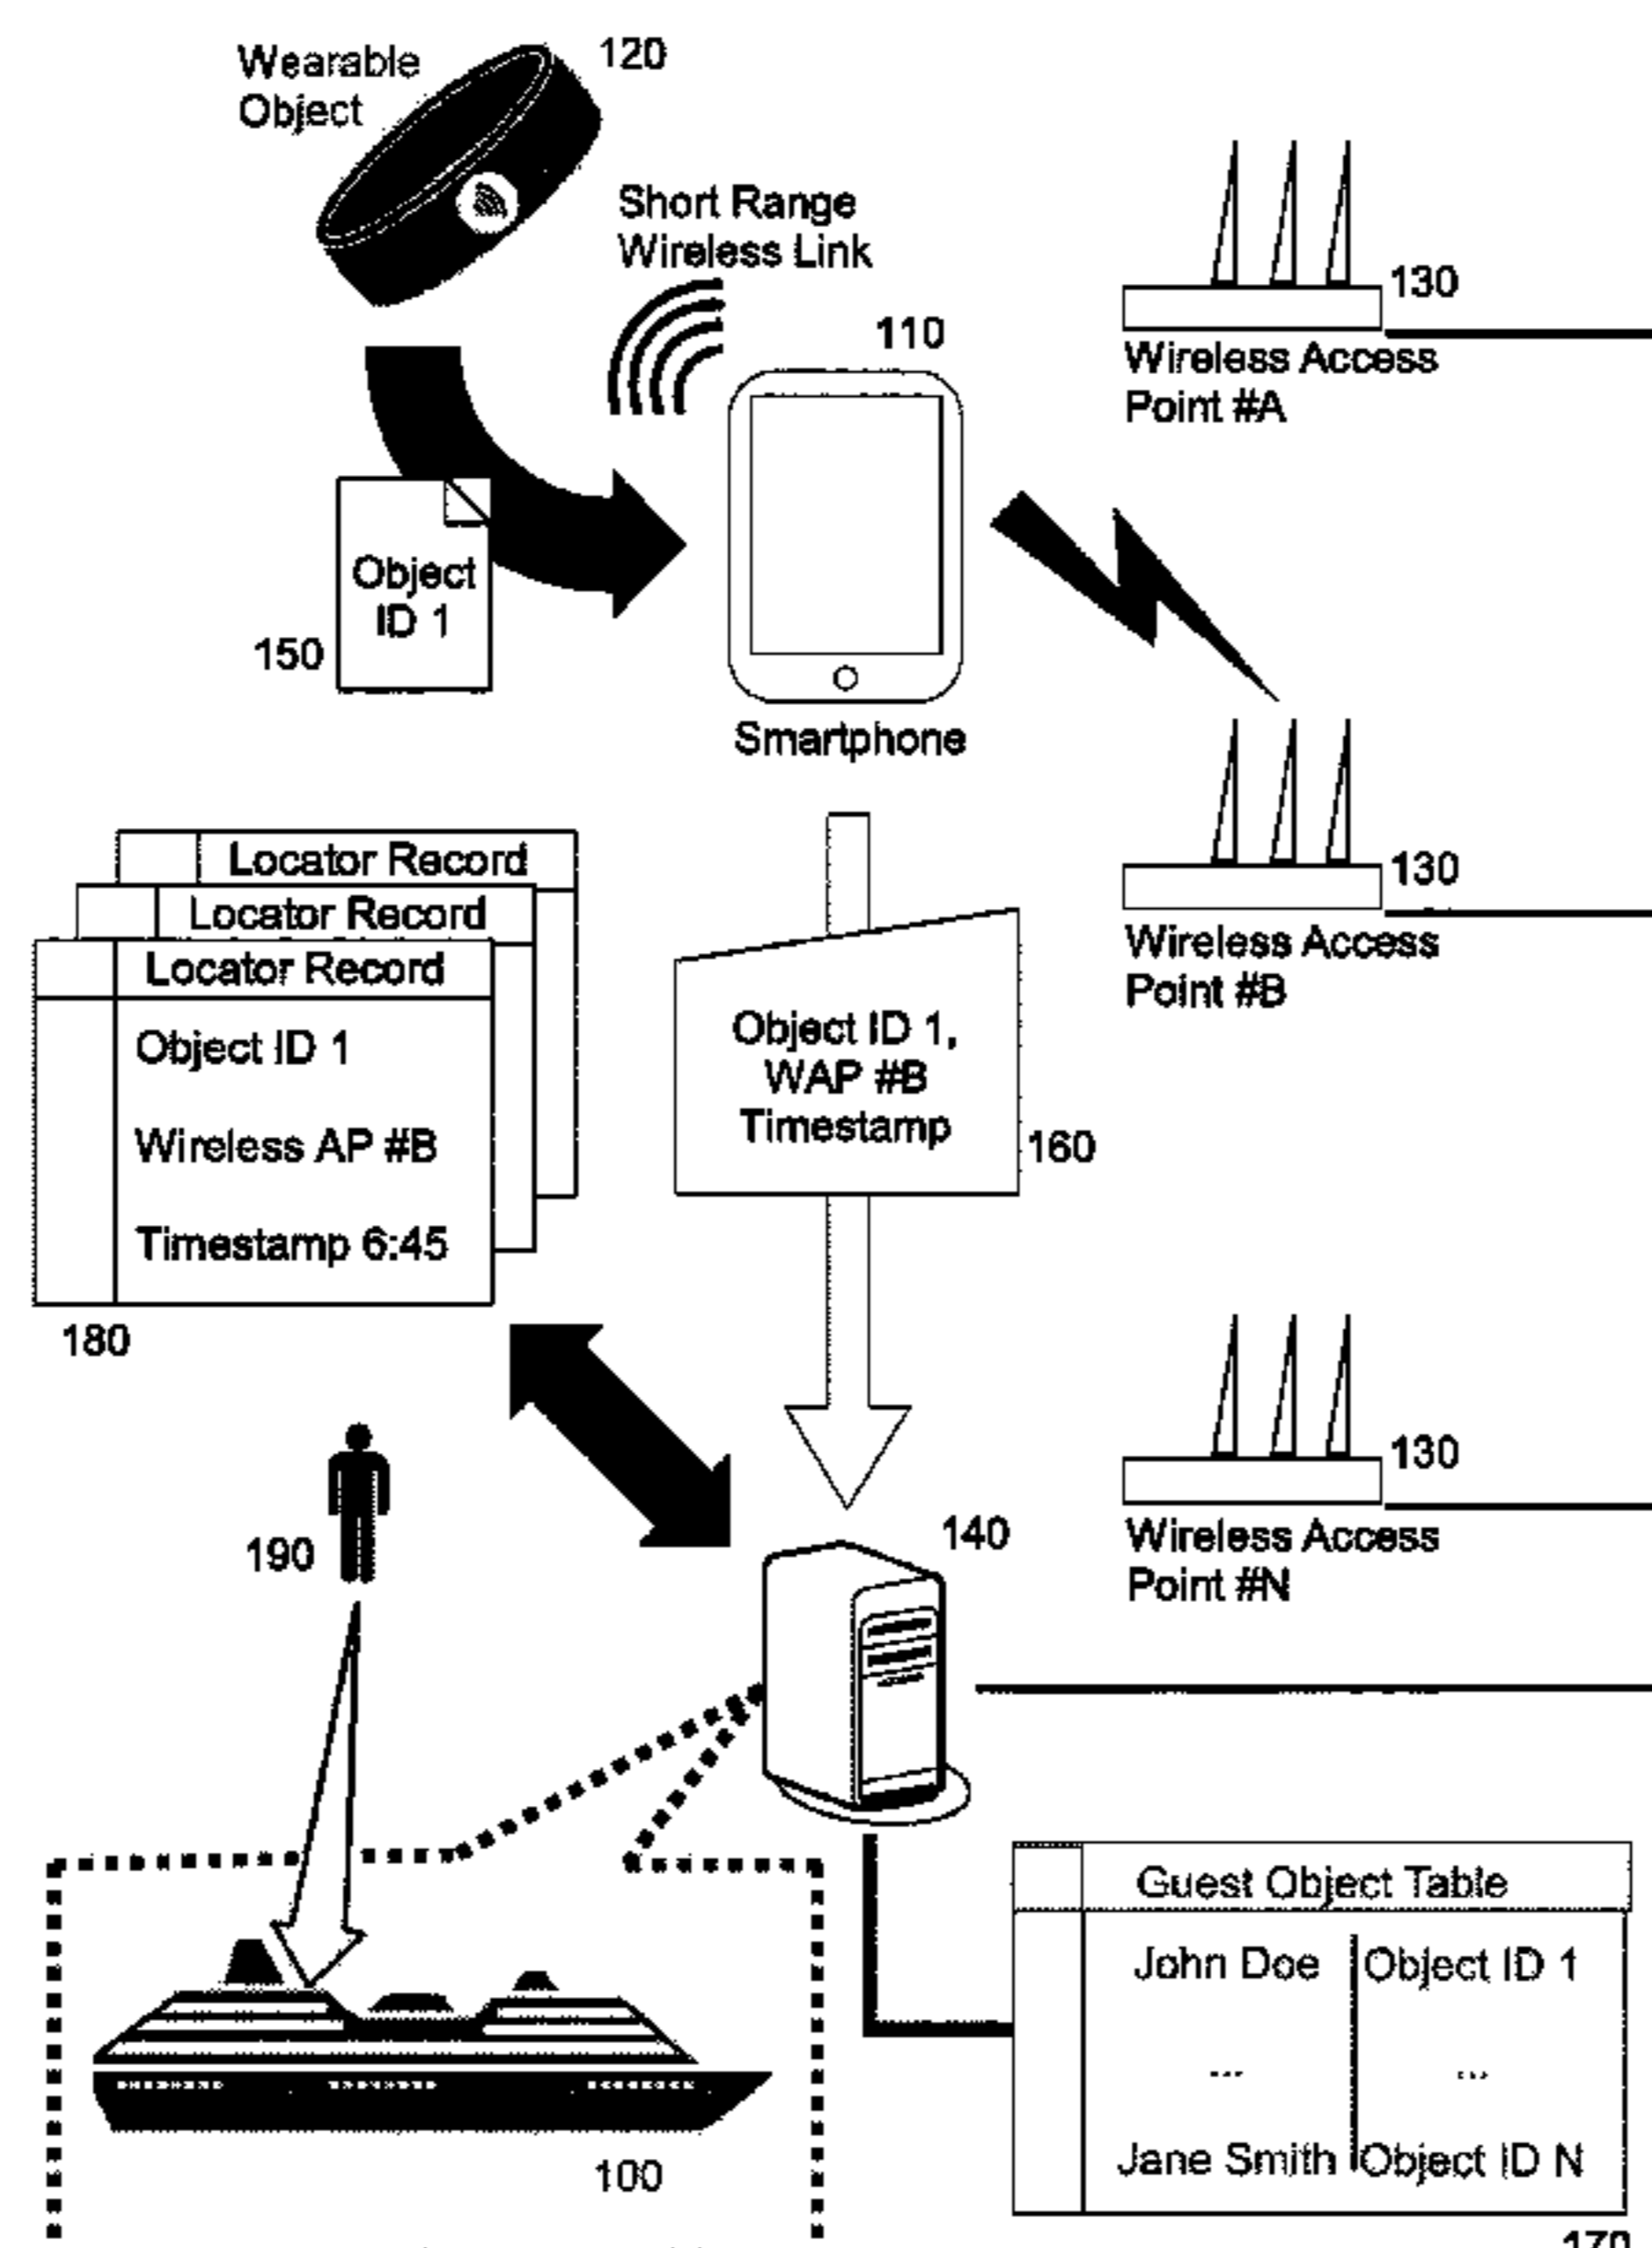 Wearable
Object
120
Short Range
Wireless Link
110
130
Wireless Access
Point #A
Object
ID 1
150
Smartphone
130
Wireless Access
Point #B
Locator Record
Locator Record
Locator Record
Object ID 1
Wireless AP #B
Timestamp 6:45
180
Object ID 1,
WAP #B
Timestamp
160
130
Wireless Access
Point #N
190
140
Guest Object Table
John Doe Object ID 1
... ...
Jane Smith Object ID N
100
170